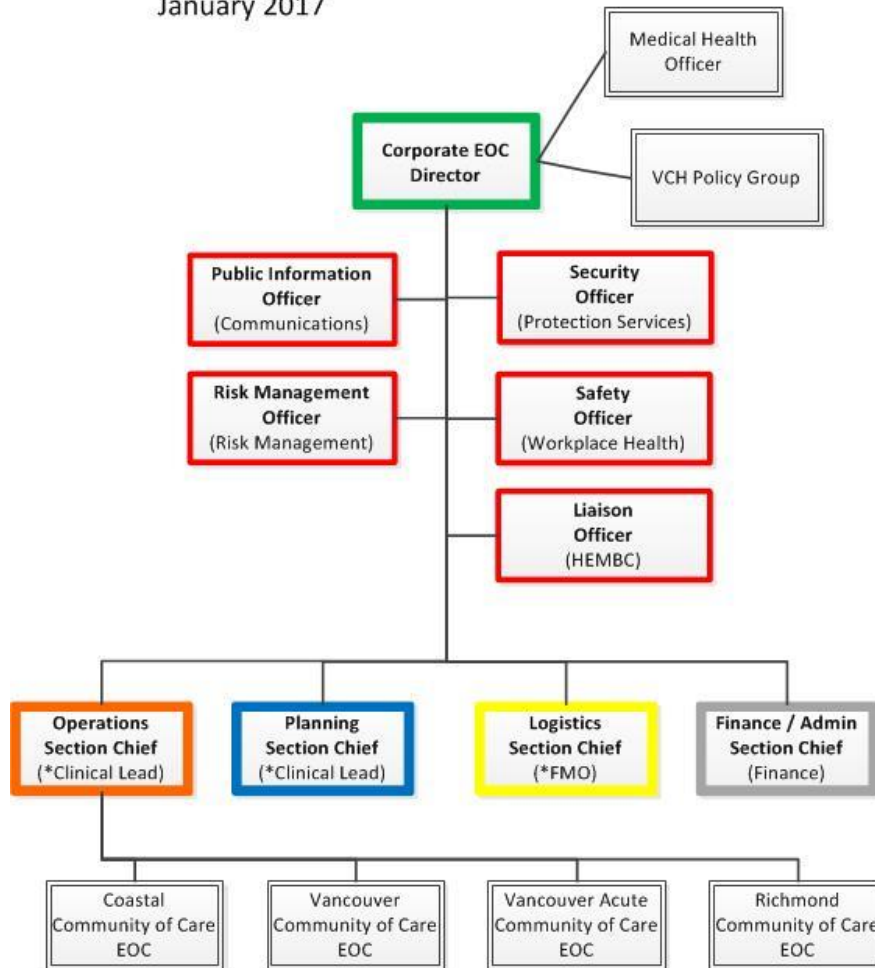 January 2017
Medical Health
Officer
Corporate EOC
Director
VCH Policy Group
Public Information
Officer
(Communications)
Security
Officer
(Protection Services)
Risk Management
Officer
(Risk Management)
Safety
Officer
(Workplace Health)
Liaison
Officer
(HEMBC)
Operations
Section Chief
(*Clinical Lead)
Planning
Section Chief
(*Clinical Lead)
Logistics
Section Chief
(*FMO)
Finance / Admin
Section Chief
(Finance)
Coastal
Community of Care
EOC
Vancouver
Community of Care
EOC
Vancouver Acute
Community of Care
EOC
Richmond
Community of Care
EOC